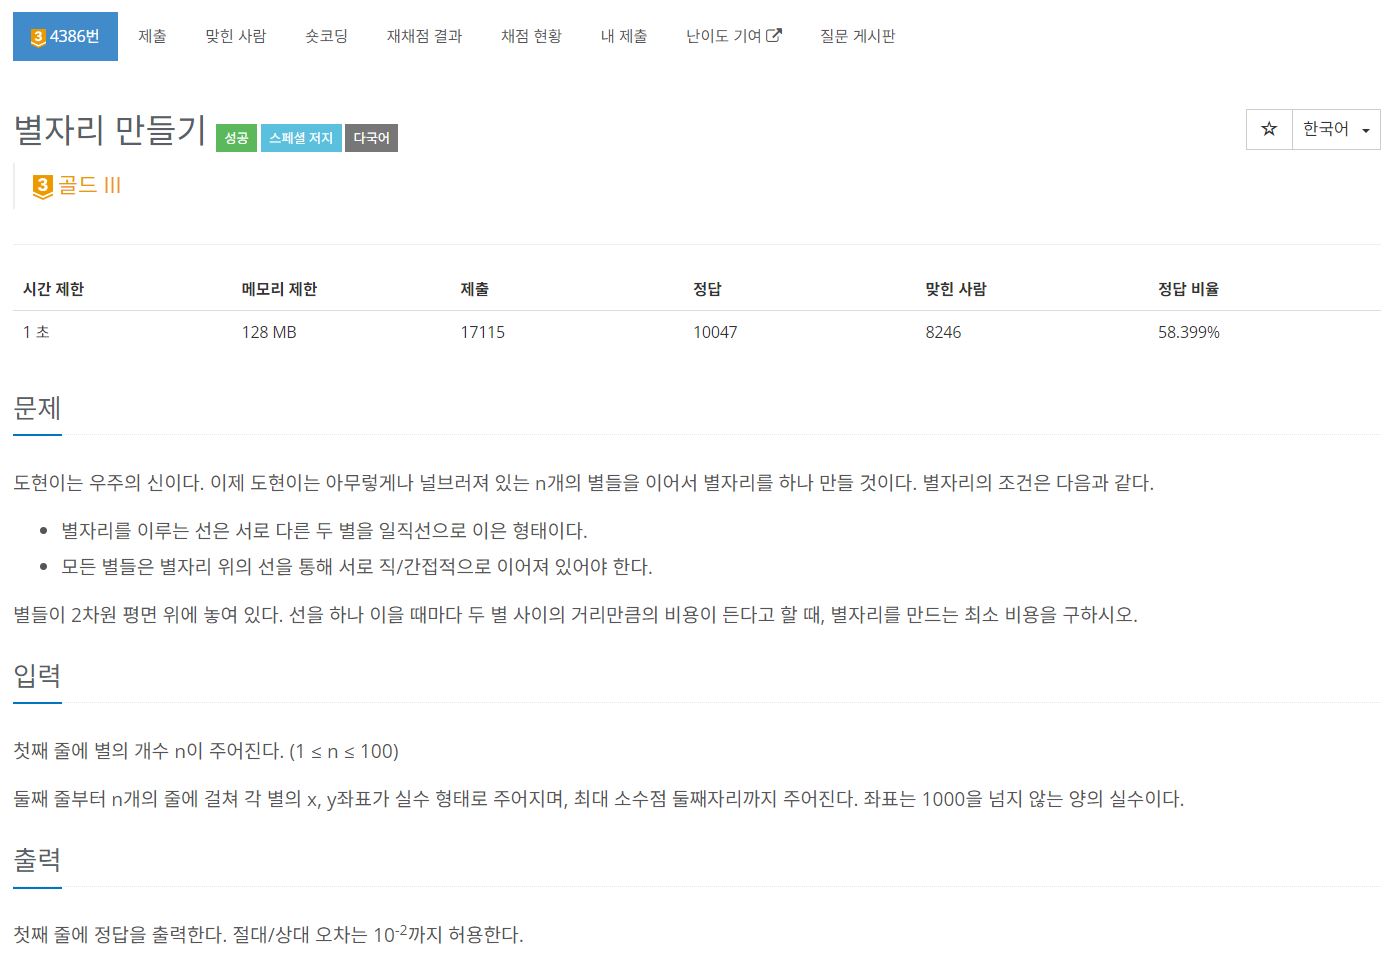 3 4386번 제출 맞힌 사람 숏코딩 재채점 결과 채점 현황 내 제출 난이도 기여 질문 게시판
별자리 만들기 성공 스페셜 저지 다국어 한국어
3 골드 III
시간 제한 메모리 제한 제출 정답 맞힌 사람 정답 비율
1 초 128 MB 17115 10047 8246 58.399%
문제
도현이는 우주의 신이다. 이제 도현이는 아무렇게나 널브러져 있는 n개의 별들을 이어서 별자리를 하나 만들 것이다. 별자리의 조건은 다음과 같다.
별자리를 이루는 선은 서로 다른 두 별을 일직선으로 이은 형태이다.
모든 별들은 별자리 위의 선을 통해 서로 직/간접적으로 이어져 있어야 한다.
별들이 2차원 평면 위에 놓여 있다. 선을 하나 이을 때마다 두 별 사이의 거리만큼의 비용이 든다고 할 때, 별자리를 만드는 최소 비용을 구하시오.
입력
첫째 줄에 별의 개수 n이 주어진다. (1 ≤ n ≤ 100)
둘째 줄부터 n개의 줄에 걸쳐 각 별의 x, y좌표가 실수 형태로 주어지며, 최대 소수점 둘째자리까지 주어진다. 좌표는 1000을 넘지 않는 양의 실수이다.
출력
첫째 줄에 정답을 출력한다. 절대/상대 오차는 10⁻²까지 허용한다.